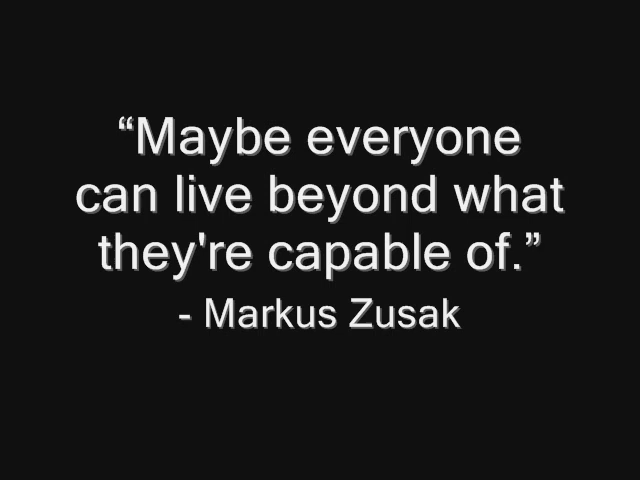 “Maybe everyone
can live beyond what
they're capable of.”
- Markus Zusak